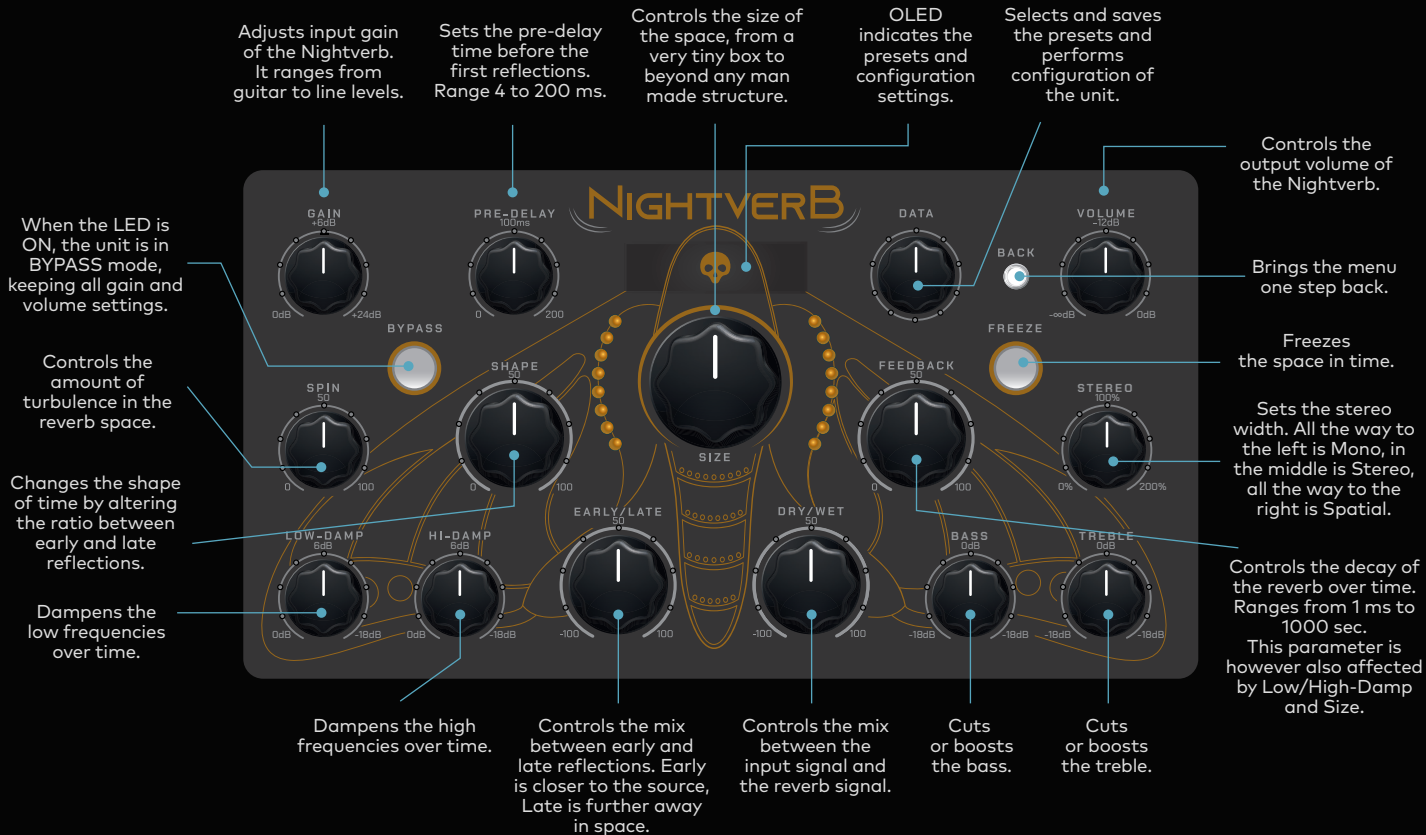 Adjusts input gain
of the Nightverb.
It ranges from
guitar to line levels.
Sets the pre-delay
time before the
first reflections.
Range 4 to 200 ms.
Controls the size of
the space, from a
very tiny box to
beyond any man
made structure.
OLED
indicates the
presets and
configuration
settings.
Selects and saves
the presets and
performs
configuration of
the unit.
Controls the
output volume of
the Nightverb.
When the LED is
ON, the unit is in
BYPASS mode,
keeping all gain and
volume settings.
Brings the menu
one step back.
Controls the
amount of
turbulence in the
reverb space.
Freezes
the space in time.
Changes the shape
of time by altering
the ratio between
early and late
reflections.
Sets the stereo
width. All the way to
the left is Mono, in
the middle is Stereo,
all the way to the
right is Spatial.
Dampens the
low frequencies
over time.
Controls the decay of
the reverb over time.
Ranges from 1 ms to
1000 sec.
This parameter is
however also affected
by Low/High-Damp
and Size.
NIGHTVERB
GAIN
+6dB
0dB +24dB
PRE-DELAY
100ms
0 200
DATA
BACK
VOLUME
-12dB
-∞dB 0dB
BYPASS
FREEZE
SPIN
50
0 100
SHAPE
50
0 100
SIZE
FEEDBACK
50
0 100
STEREO
100%
0% 200%
LOW-DAMP
6dB
0dB -18dB
HI-DAMP
6dB
0dB -18dB
EARLY/LATE
50
-100 100
DRY/WET
50
-100 100
BASS
0dB
-18dB -18dB
TREBLE
0dB
-18dB -18dB
Dampens the high
frequencies over time.
Controls the mix
between early and
late reflections. Early
is closer to the source,
Late is further away
in space.
Controls the mix
between the
input signal and
the reverb signal.
Cuts
or boosts
the bass.
Cuts
or boosts
the treble.